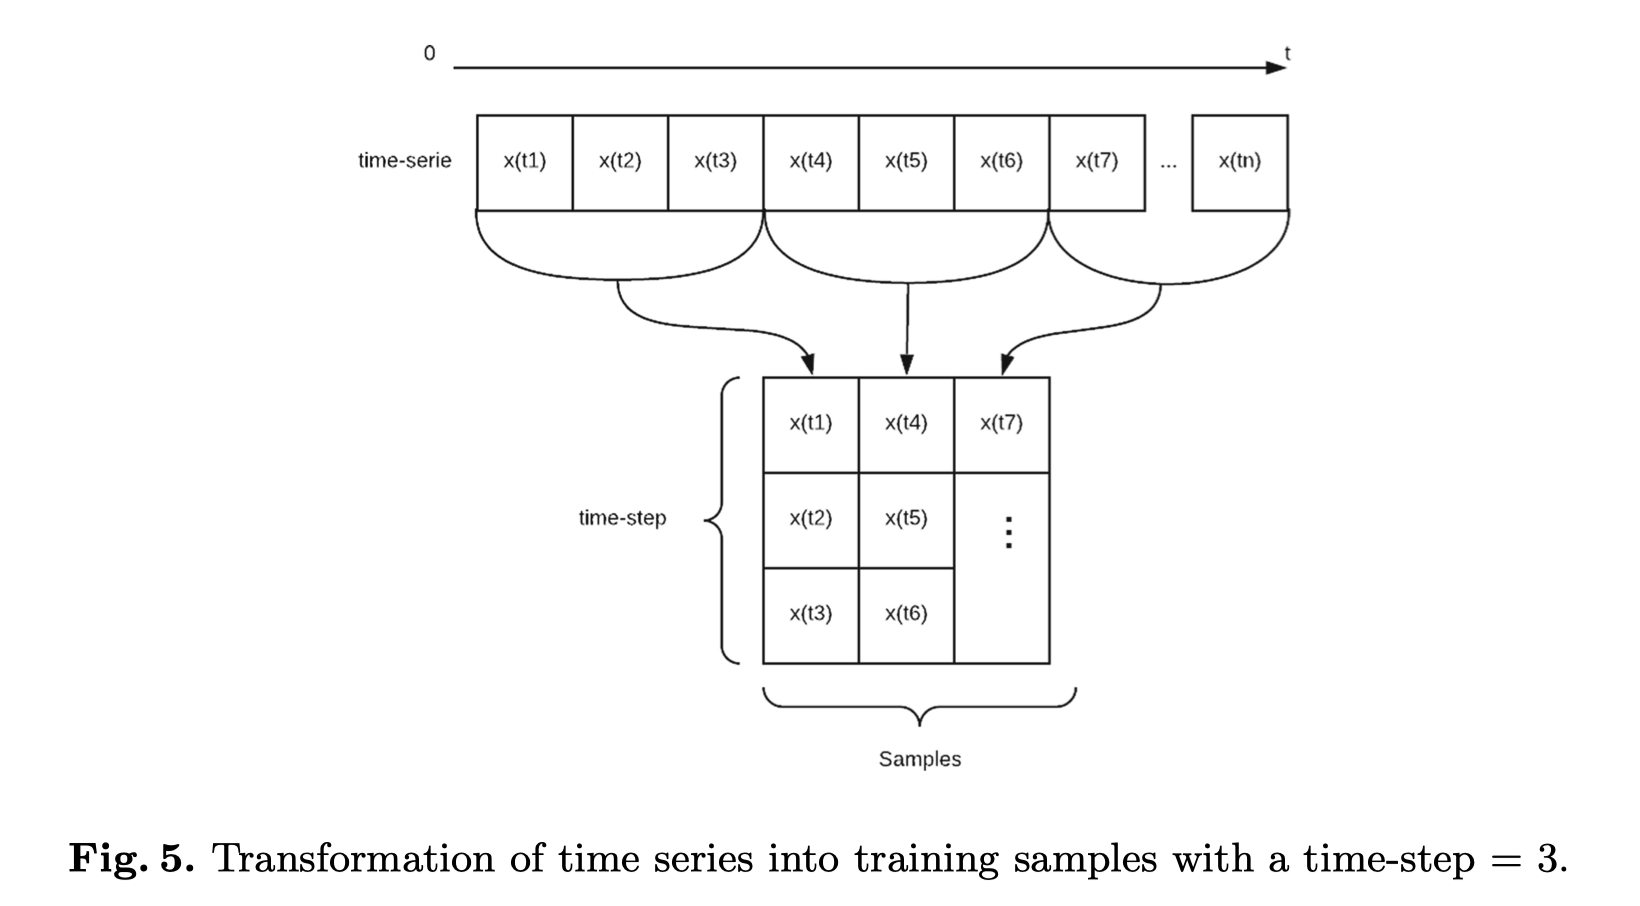 0 t
time-serie x(t1) x(t2) x(t3) x(t4) x(t5) x(t6) x(t7) ... x(tn)
x(t1) x(t4) x(t7)
time-step x(t2) x(t5) ⋮
x(t3) x(t6)
Samples
Fig. 5. Transformation of time series into training samples with a time-step = 3.